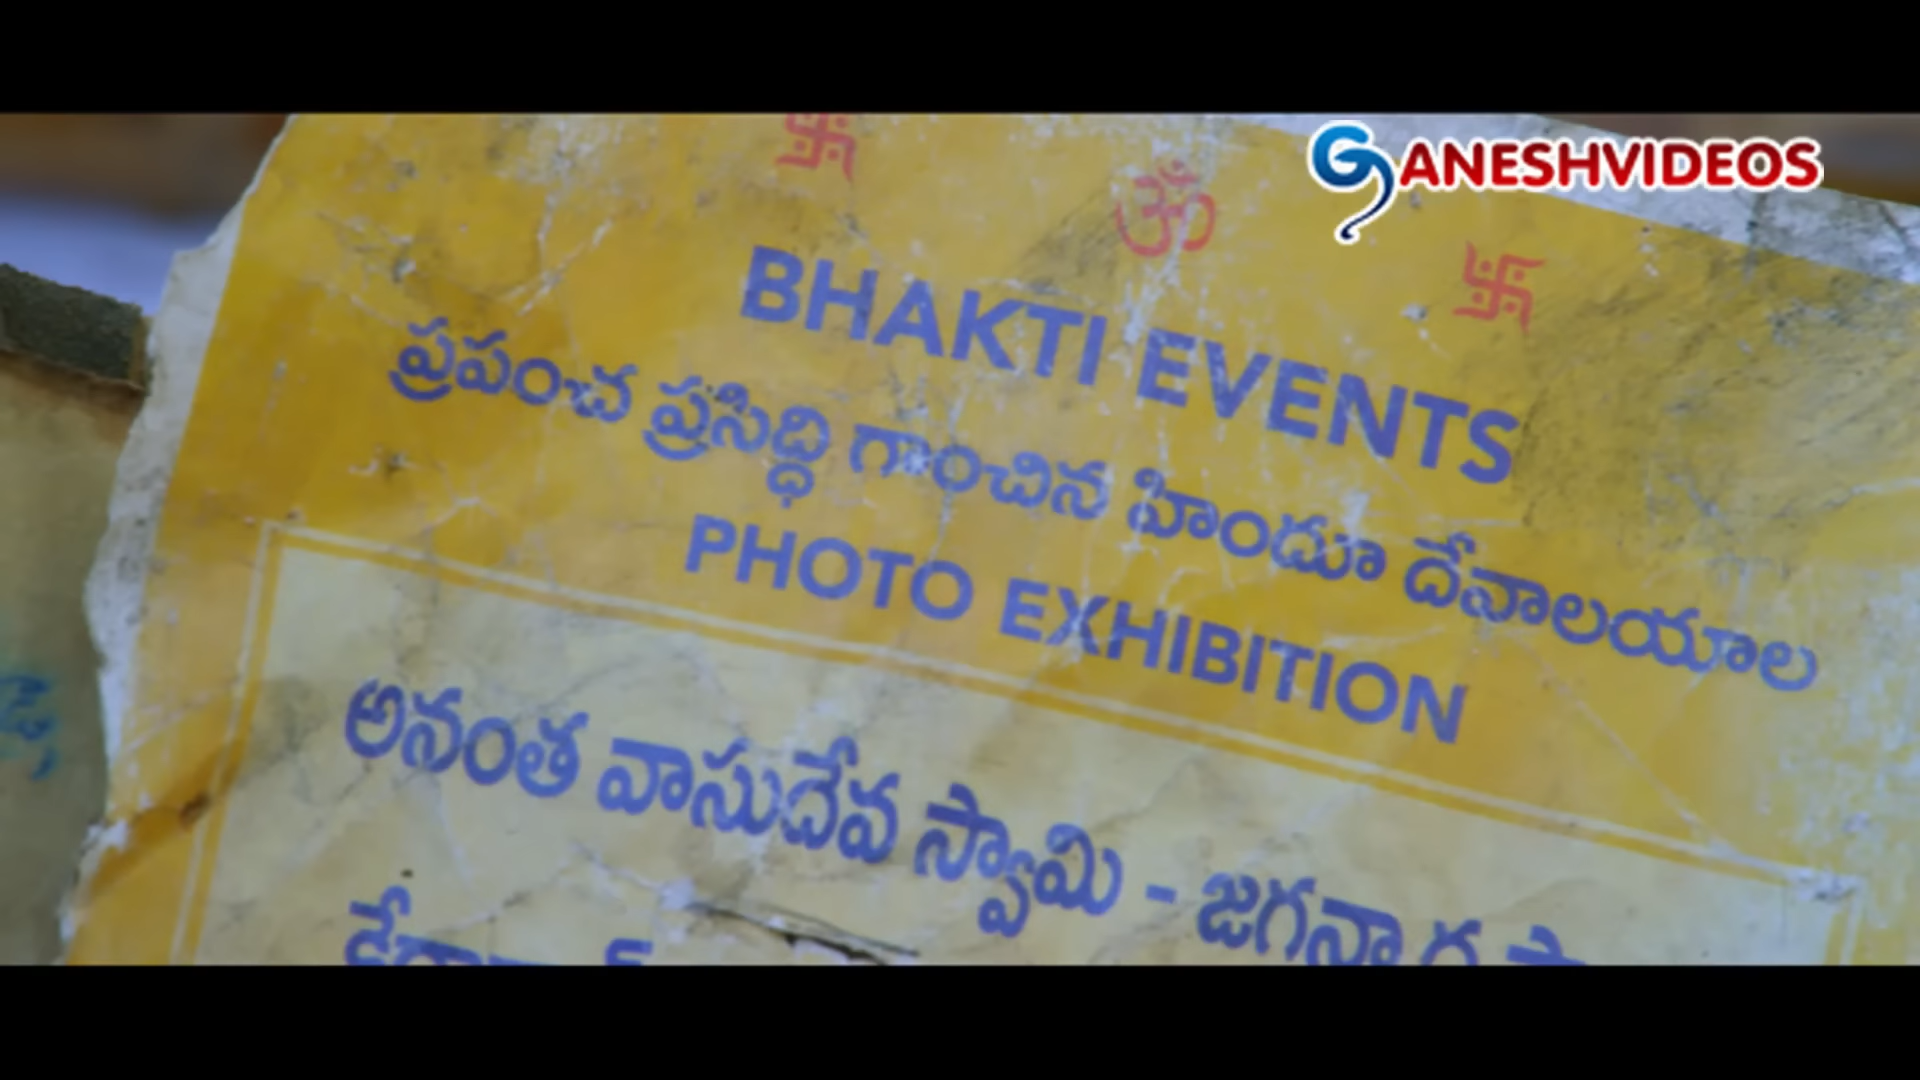 GANESHVIDEOS
ॐ
BHAKTI EVENTS
ప్రపంచ ప్రసిద్ధి గాంచిన హిందూ దేవాలయాల
PHOTO EXHIBITION
అనంత వాసుదేవ స్వామి -